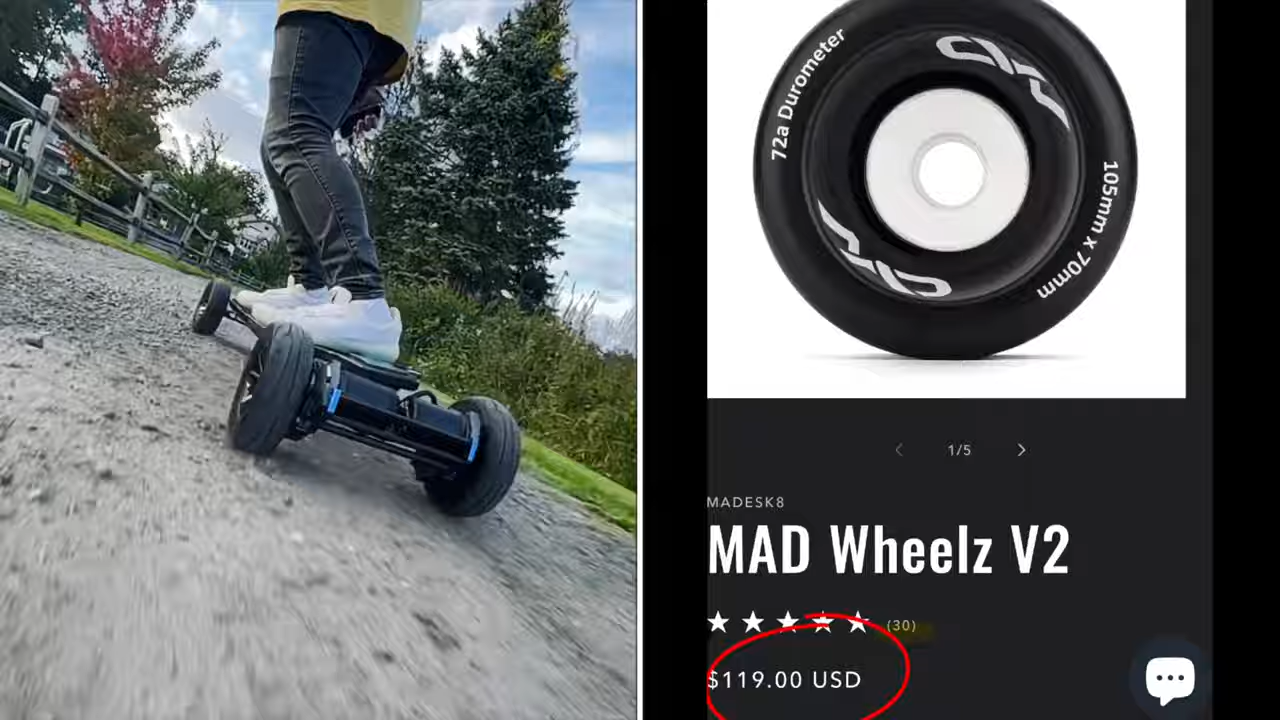 72a Durometer
105mm x 70mm
1/5
MADESK8
MAD Wheelz V2
(30)
$119.00 USD